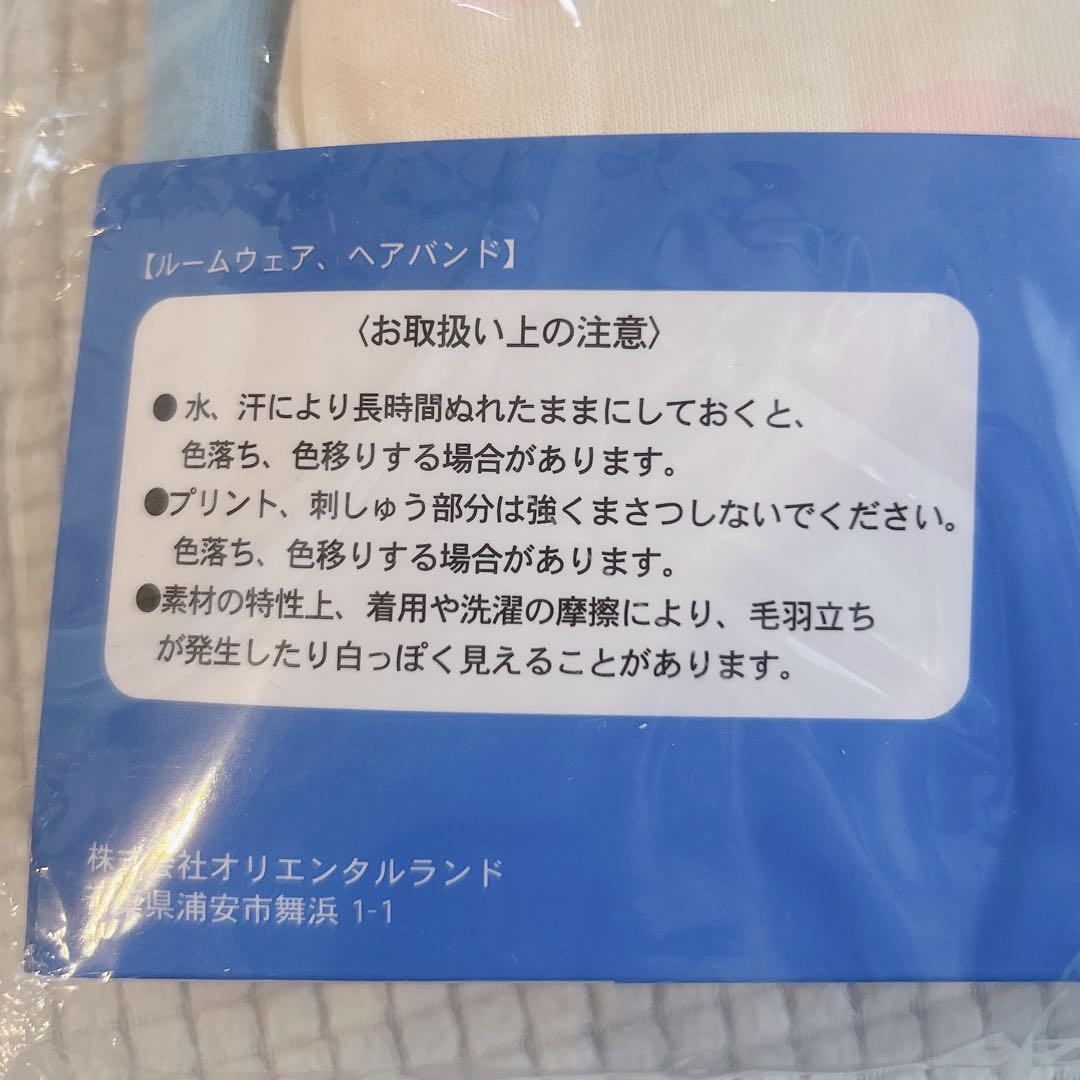 【ルームウェア、ヘアバンド】
〈お取扱い上の注意〉
●水、汗により長時間ぬれたままにしておくと、
色落ち、色移りする場合があります。
●プリント、刺しゅう部分は強くまさつしないでください。
色落ち、色移りする場合があります。
●素材の特性上、着用や洗濯の摩擦により、毛羽立ち
が発生したり白っぽく見えることがあります。
株式会社オリエンタルランド
千葉県浦安市舞浜 1-1